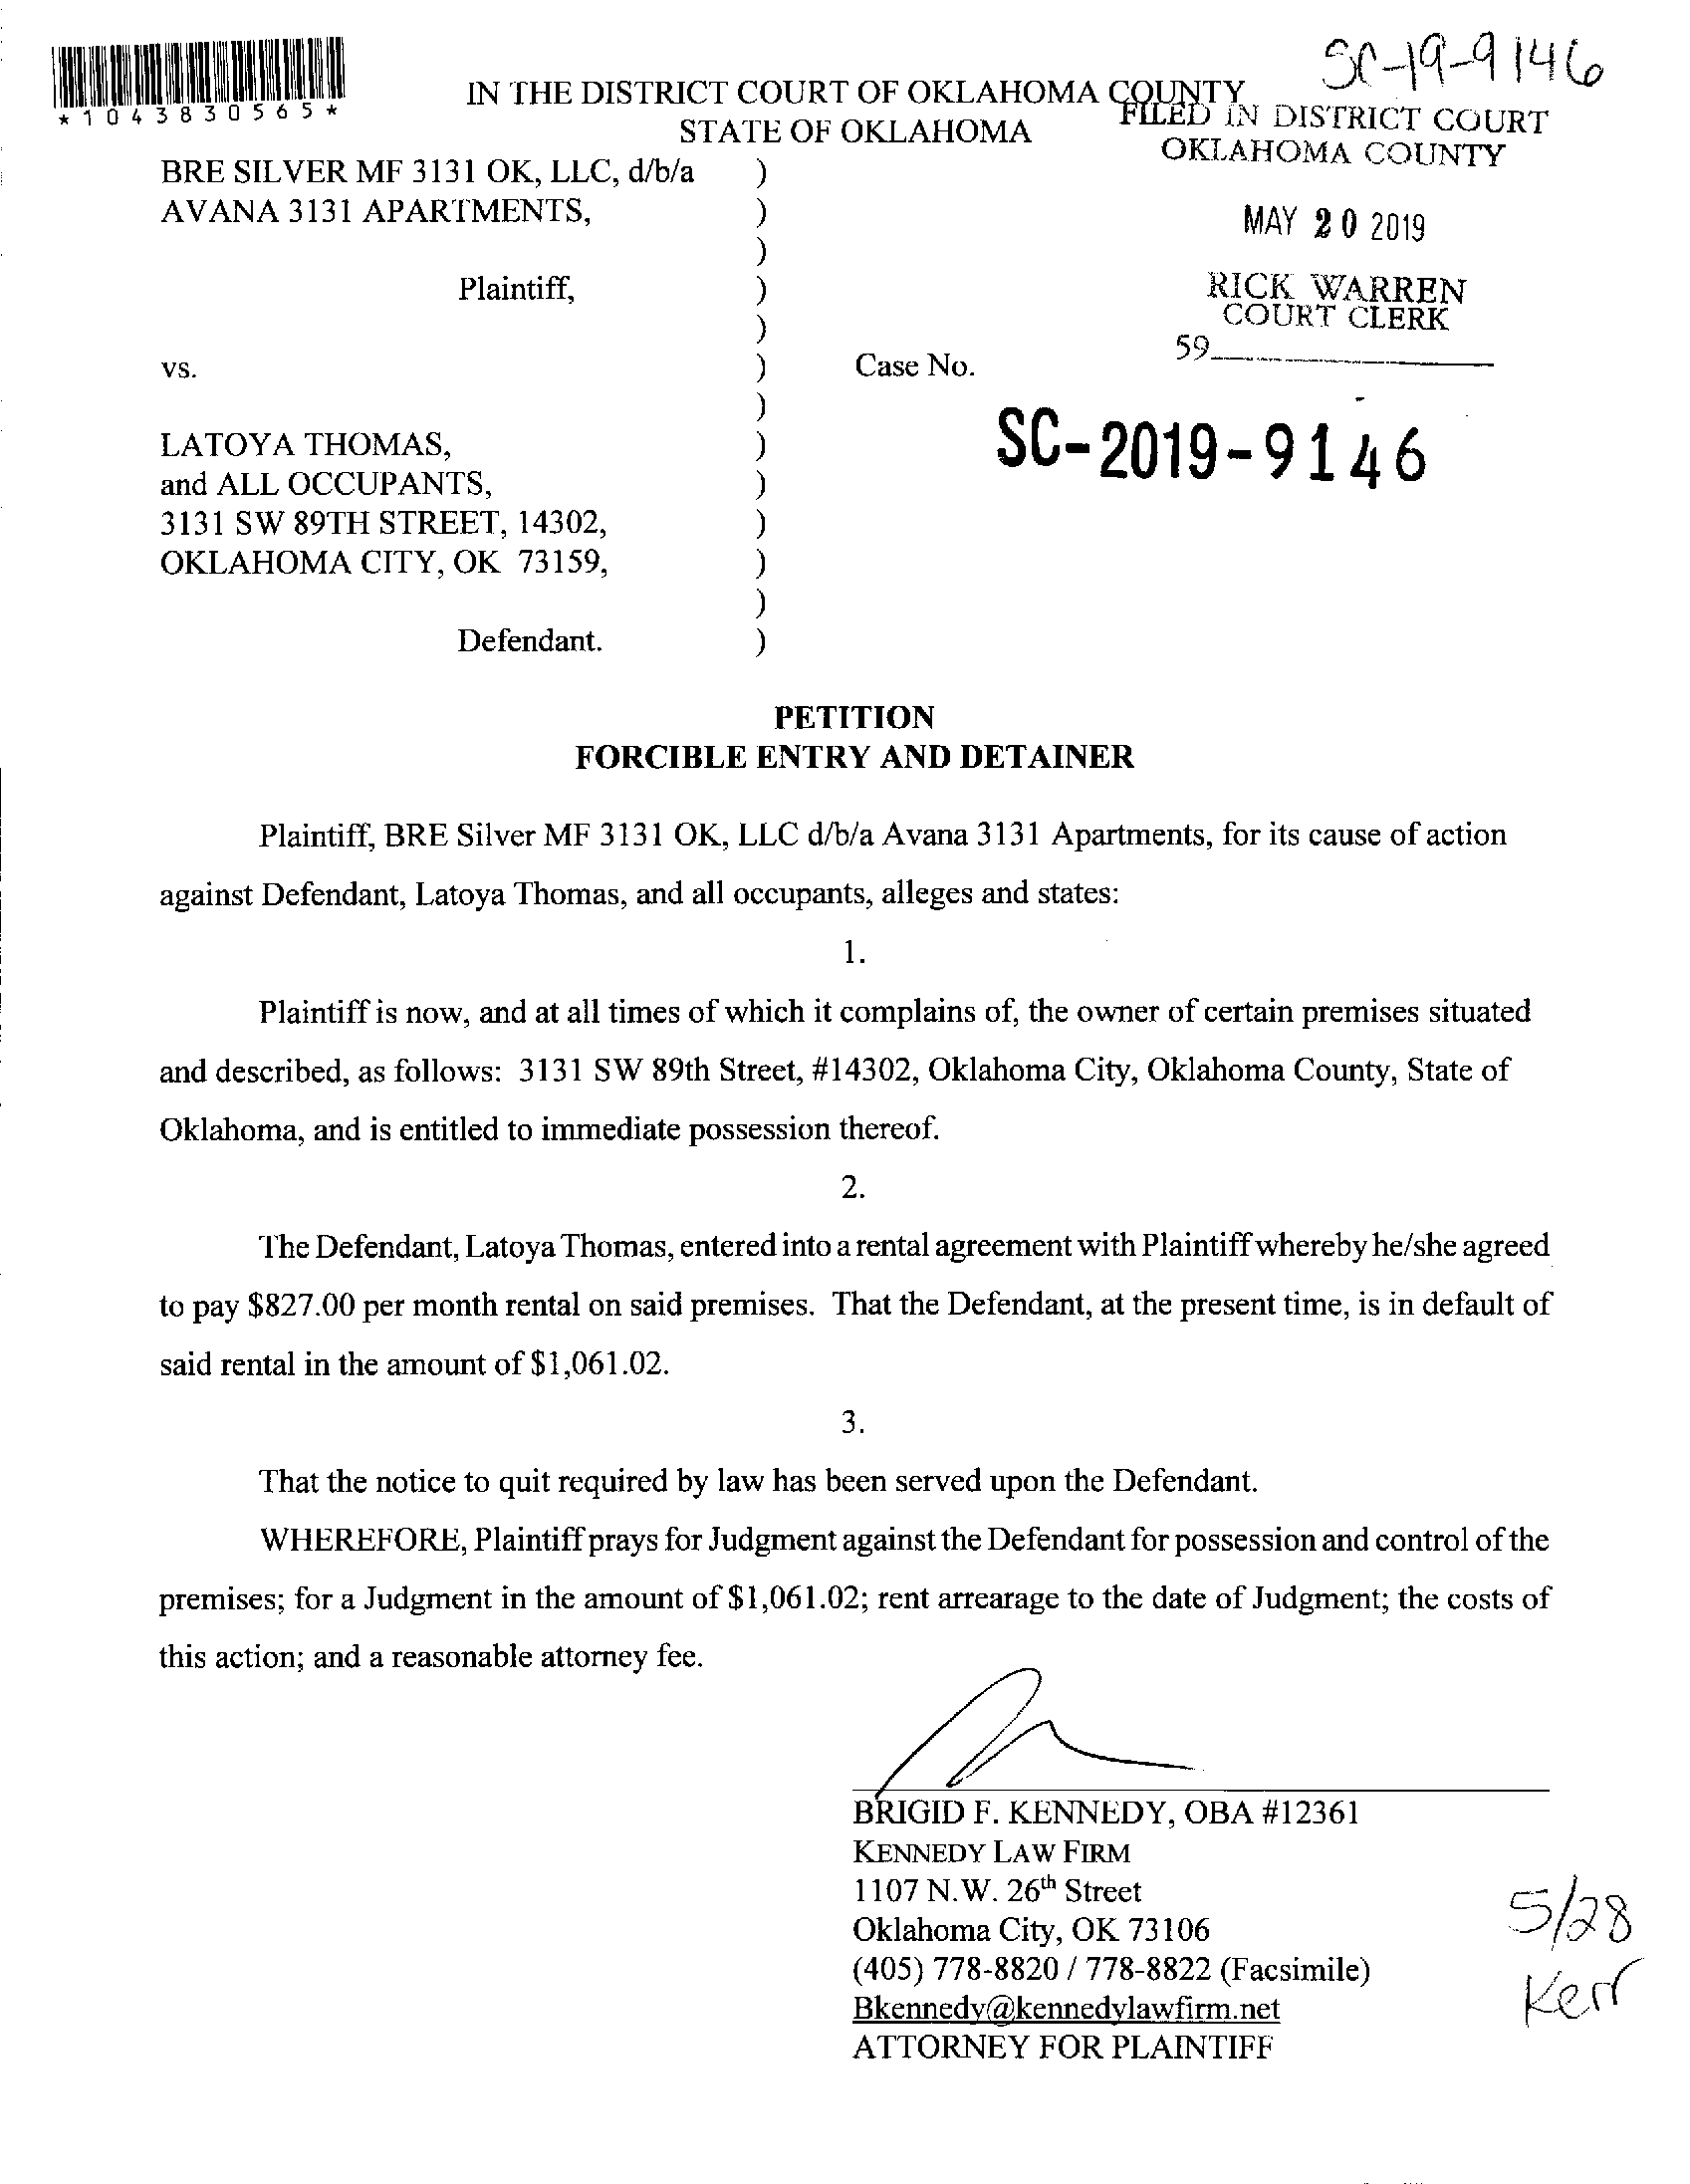 SC-19-9146
*1043830565*
IN THE DISTRICT COURT OF OKLAHOMA COUNTY
STATE OF OKLAHOMA
FILED IN DISTRICT COURT
OKLAHOMA COUNTY
MAY 20 2019
RICK WARREN
COURT CLERK
59
BRE SILVER MF 3131 OK, LLC, d/b/a )
AVANA 3131 APARTMENTS, )
)
Plaintiff, )
)
vs. ) Case No.
)
SC-2019-9146
LATOYA THOMAS, )
and ALL OCCUPANTS, )
3131 SW 89TH STREET, 14302, )
OKLAHOMA CITY, OK 73159, )
)
Defendant. )
PETITION
FORCIBLE ENTRY AND DETAINER
Plaintiff, BRE Silver MF 3131 OK, LLC d/b/a Avana 3131 Apartments, for its cause of action
against Defendant, Latoya Thomas, and all occupants, alleges and states:
1.
Plaintiff is now, and at all times of which it complains of, the owner of certain premises situated
and described, as follows: 3131 SW 89th Street, #14302, Oklahoma City, Oklahoma County, State of
Oklahoma, and is entitled to immediate possession thereof.
2.
The Defendant, Latoya Thomas, entered into a rental agreement with Plaintiff whereby he/she agreed
to pay $827.00 per month rental on said premises. That the Defendant, at the present time, is in default of
said rental in the amount of $1,061.02.
3.
That the notice to quit required by law has been served upon the Defendant.
WHEREFORE, Plaintiff prays for Judgment against the Defendant for possession and control of the
premises; for a Judgment in the amount of $1,061.02; rent arrearage to the date of Judgment; the costs of
this action; and a reasonable attorney fee.
BRIGID F. KENNEDY, OBA #12361
KENNEDY LAW FIRM
1107 N.W. 26th Street
Oklahoma City, OK 73106
(405) 778-8820 / 778-8822 (Facsimile)
Bkennedy@kennedylawfirm.net
ATTORNEY FOR PLAINTIFF
5/28
Kerr